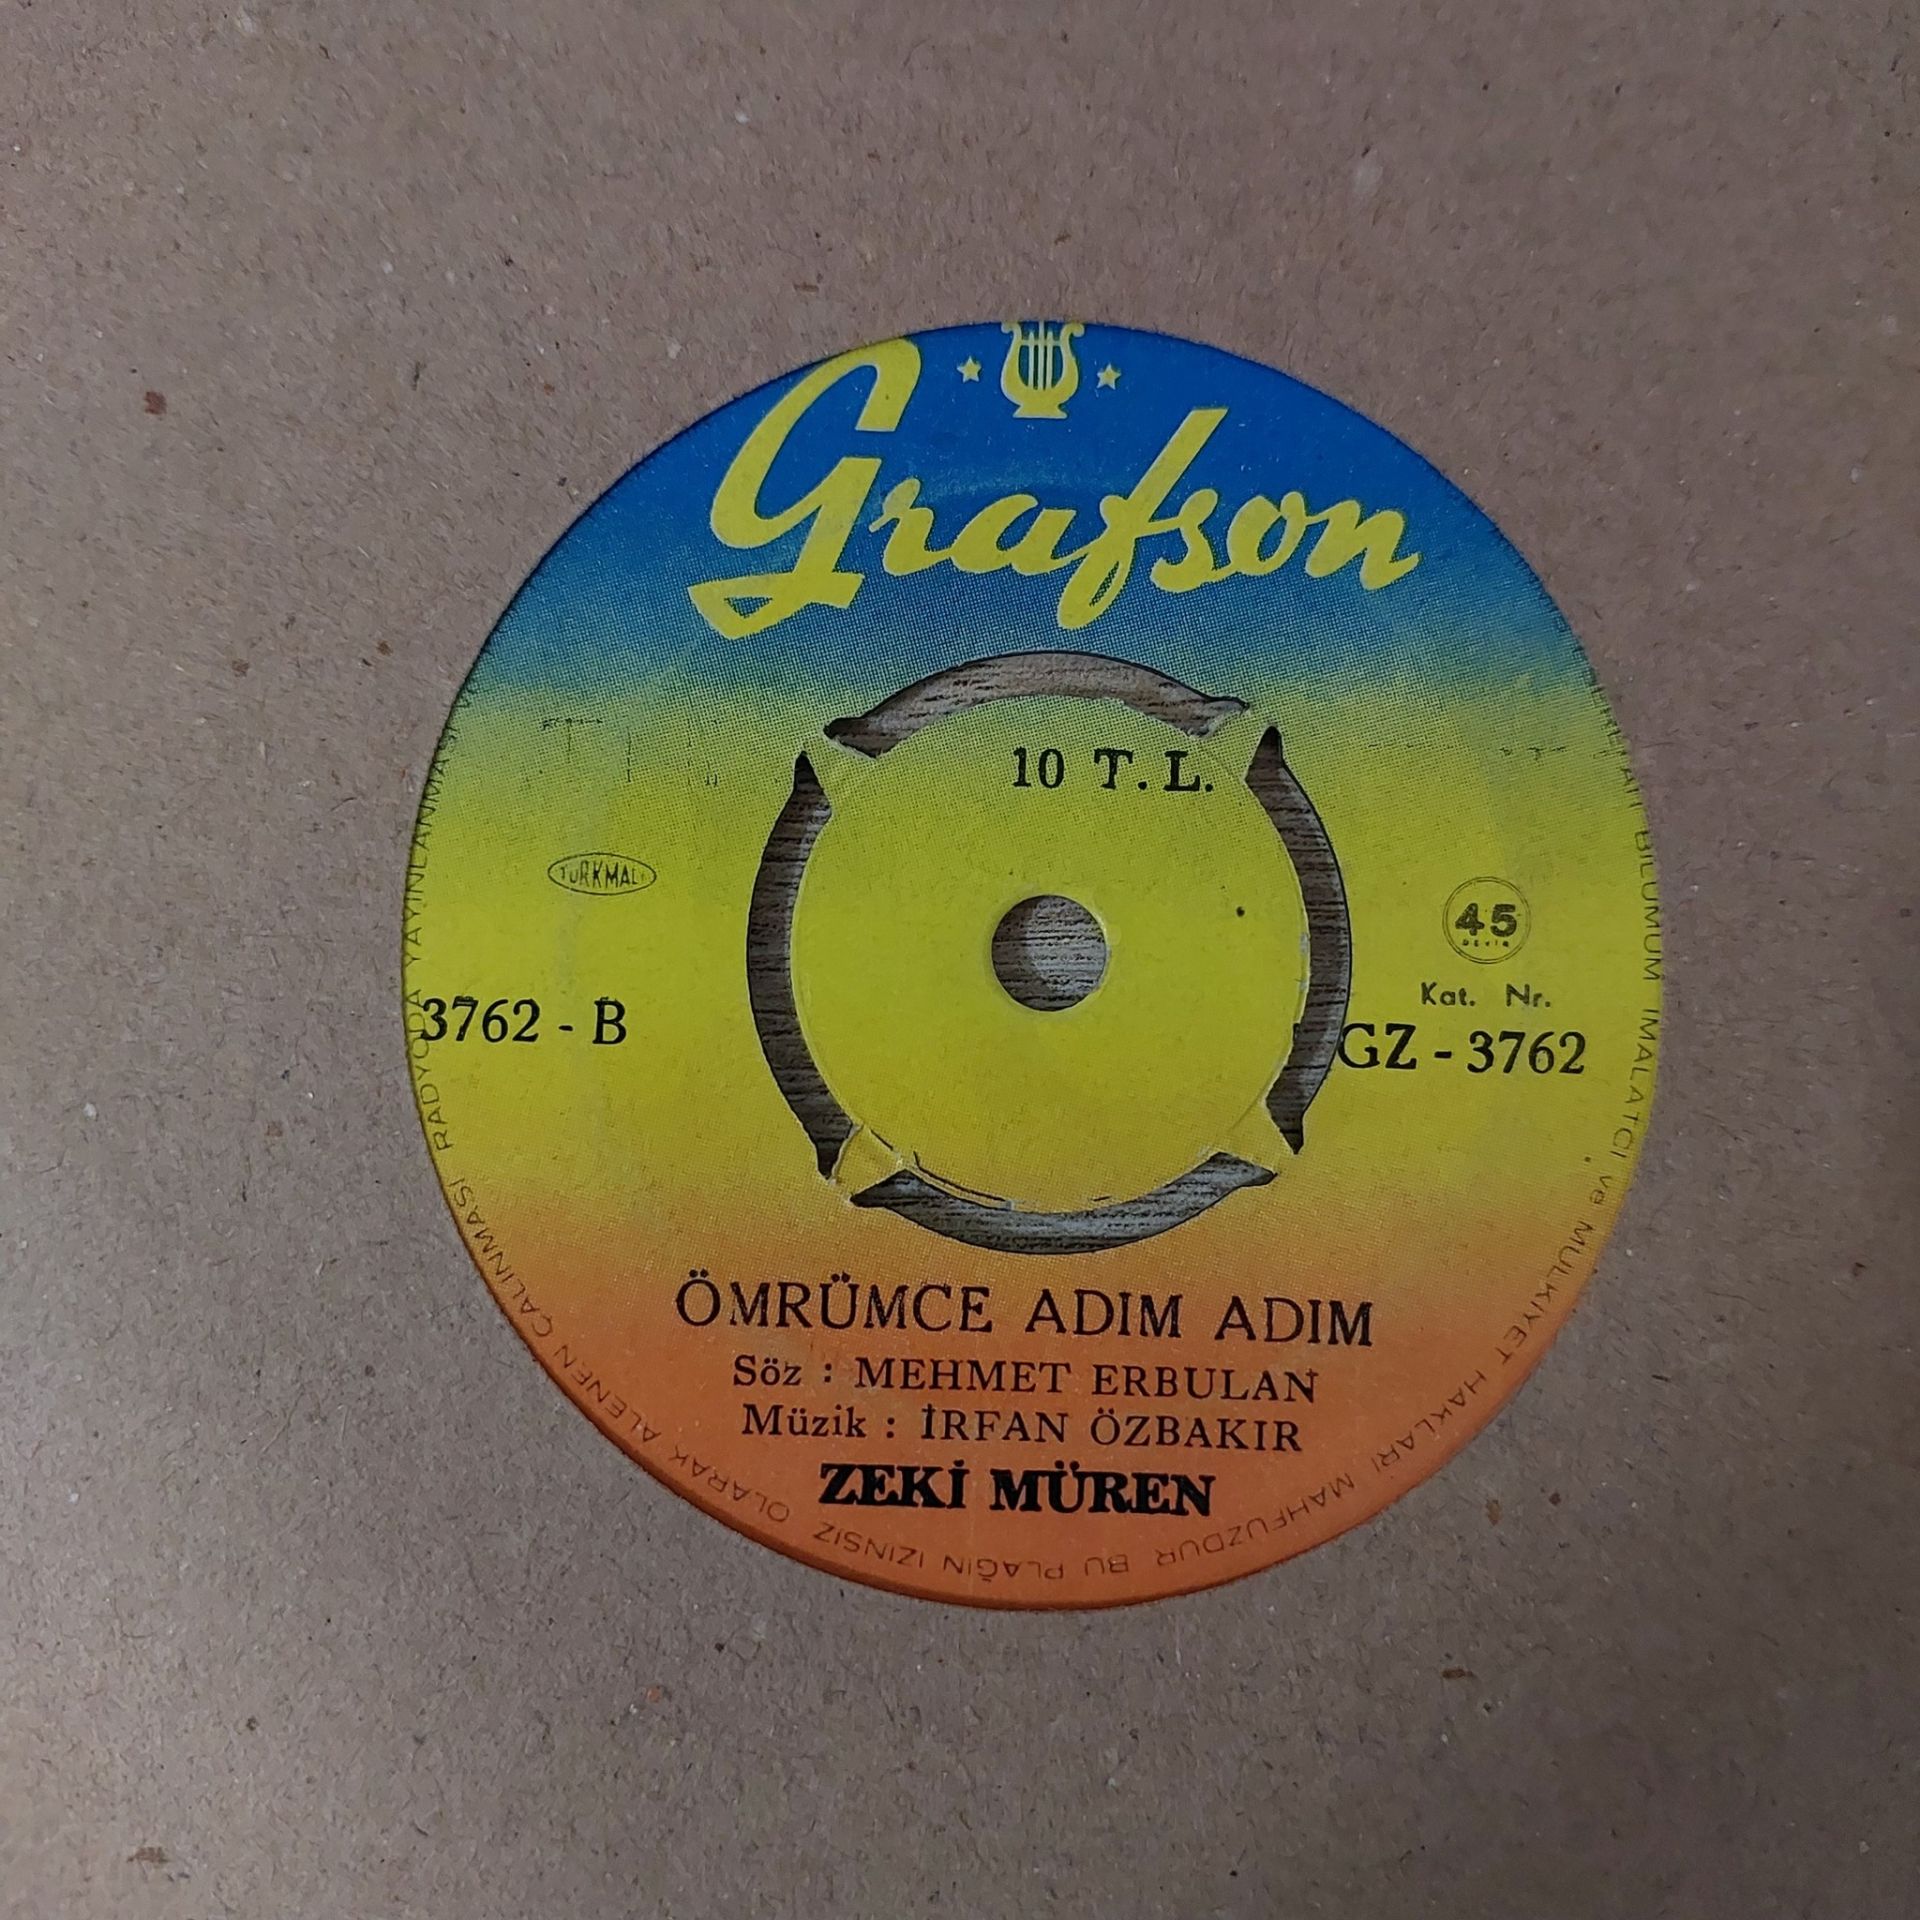 Grafson
10 T.L.
TÜRKMALI
45
DEVİR
3762 - B
Kat. Nr.
GZ - 3762
ÖMRÜMCE ADIM ADIM
Söz : MEHMET ERBULAN
Müzik : İRFAN ÖZBAKIR
ZEKİ MÜREN
BİLUMUM İMALATCI ve MÜLKİYET HAKLARI MAHFUZDUR BU PLAĞIN İZİNSİZ OLARAK ALENEN ÇALINMASI RADYODA YAYINLANMASI